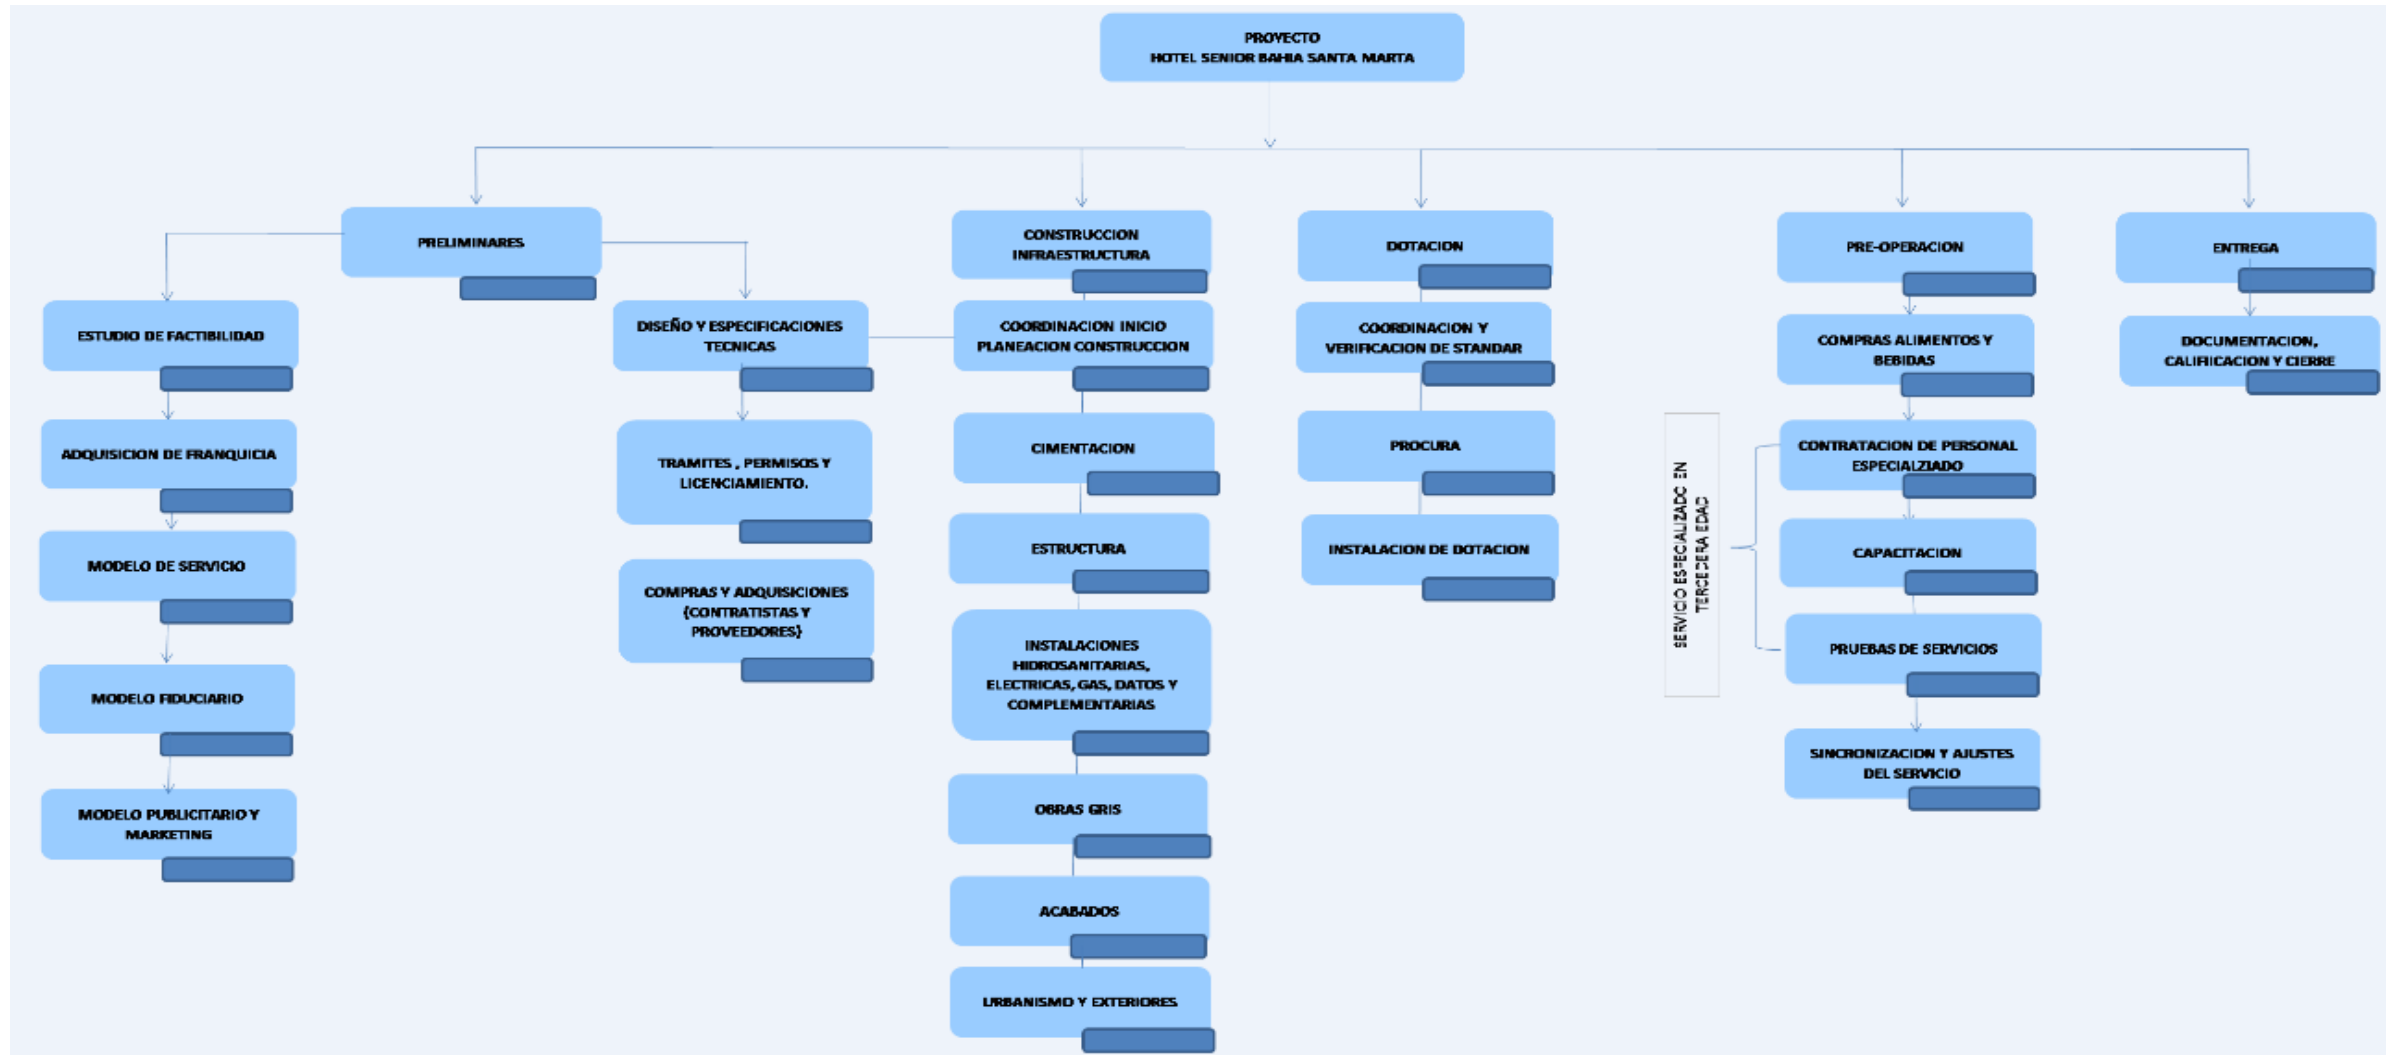 PROYECTO
HOTEL SENIOR BAHIA SANTA MARTA
PRELIMINARES
CONSTRUCCION
INFRAESTRUCTURA
DOTACION
PRE-OPERACION
ENTREGA
ESTUDIO DE FACTIBILIDAD
ADQUISICION DE FRANQUICIA
MODELO DE SERVICIO
MODELO FIDUCIARIO
MODELO PUBLICITARIO Y
MARKETING
DISEÑO Y ESPECIFICACIONES
TECNICAS
TRAMITES , PERMISOS Y
LICENCIAMIENTO.
COMPRAS Y ADQUISICIONES
(CONTRATISTAS Y
PROVEEDORES)
COORDINACION INICIO
PLANEACION CONSTRUCCION
CIMENTACION
ESTRUCTURA
INSTALACIONES
HIDROSANITARIAS,
ELECTRICAS, GAS, DATOS Y
COMPLEMENTARIAS
OBRAS GRIS
ACABADOS
URBANISMO Y EXTERIORES
COORDINACION Y
VERIFICACION DE STANDAR
PROCURA
INSTALACION DE DOTACION
SERVICIO ESPECIALIZADO EN
TERCEDERA EDAD
COMPRAS ALIMENTOS Y
BEBIDAS
CONTRATACION DE PERSONAL
ESPECIALZIADO
CAPACITACION
PRUEBAS DE SERVICIOS
SINCRONIZACION Y AJUSTES
DEL SERVICIO
DOCUMENTACION,
CALIFIICACION Y CIERRE